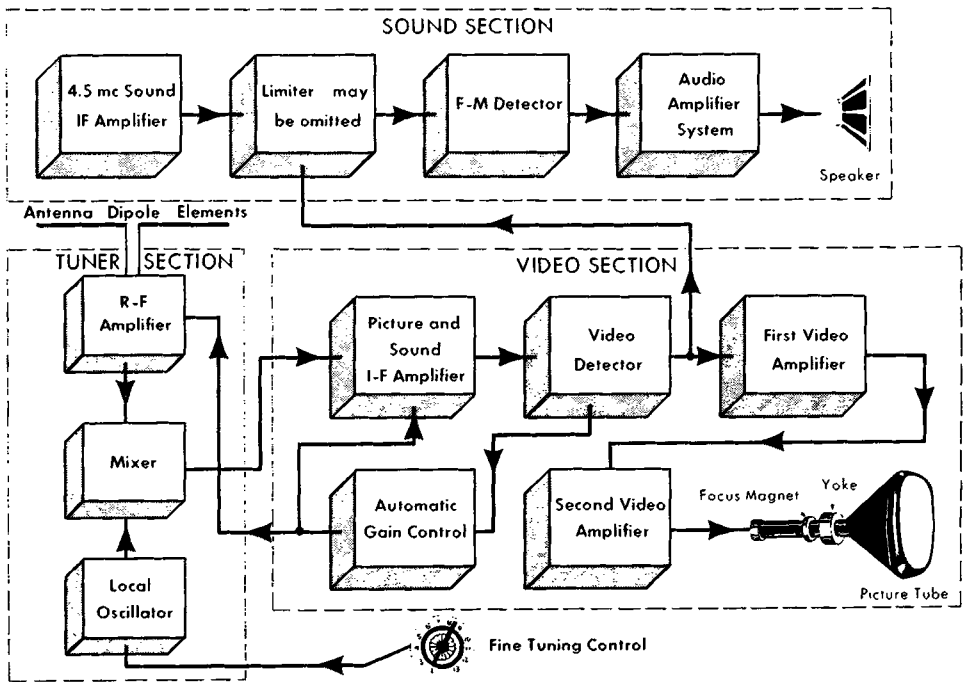 SOUND SECTION
4.5 mc Sound
IF Amplifier
Limiter may
be omitted
F-M Detector
Audio
Amplifier
System
Speaker
Antenna Dipole Elements
TUNER SECTION
R-F
Amplifier
Mixer
Local
Oscillator
VIDEO SECTION
Picture and
Sound
I-F Amplifier
Video
Detector
First Video
Amplifier
Automatic
Gain Control
Second Video
Amplifier
Focus Magnet
Yoke
Picture Tube
Fine Tuning Control